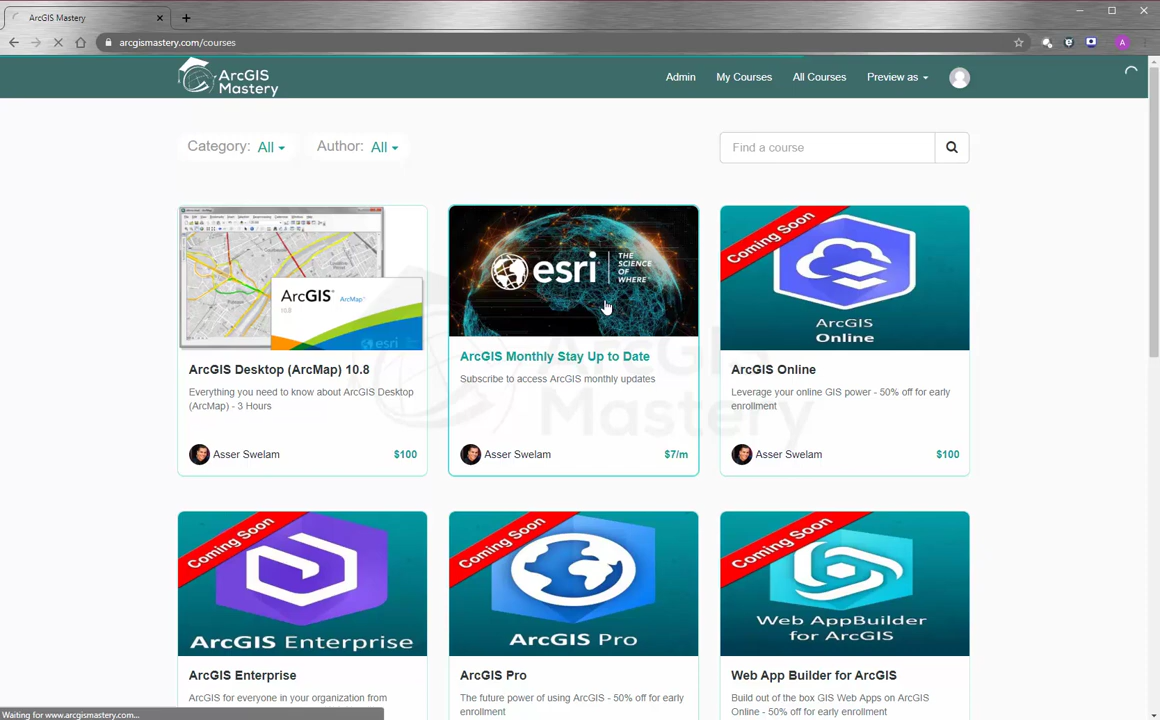 ArcGIS Mastery
arcgismastery.com/courses
A
ArcGIS
Mastery
Admin
My Courses
All Courses
Preview as
Category: All
Author: All
Find a course
ArcGIS
ArcMap
10.8
esri
ArcGIS Desktop (ArcMap) 10.8
Everything you need to know about ArcGIS Desktop
(ArcMap) - 3 Hours
Asser Swelam
$100
esri
THE
SCIENCE
OF
WHERE
ArcGIS Monthly Stay Up to Date
Subscribe to access ArcGIS monthly updates
Asser Swelam
$7/m
Coming Soon
ArcGIS
Online
ArcGIS Online
Leverage your online GIS power - 50% off for early
enrollment
Asser Swelam
$100
ArcGIS
Mastery
Coming Soon
ArcGIS Enterprise
ArcGIS Enterprise
ArcGIS for everyone in your organization from
Coming Soon
ArcGIS Pro
ArcGIS Pro
The future power of using ArcGIS - 50% off for early
enrollment
Coming Soon
Web AppBuilder
for ArcGIS
Web App Builder for ArcGIS
Build out of the box GIS Web Apps on ArcGIS
Online - 50% off for early enrollment
Waiting for www.arcgismastery.com...